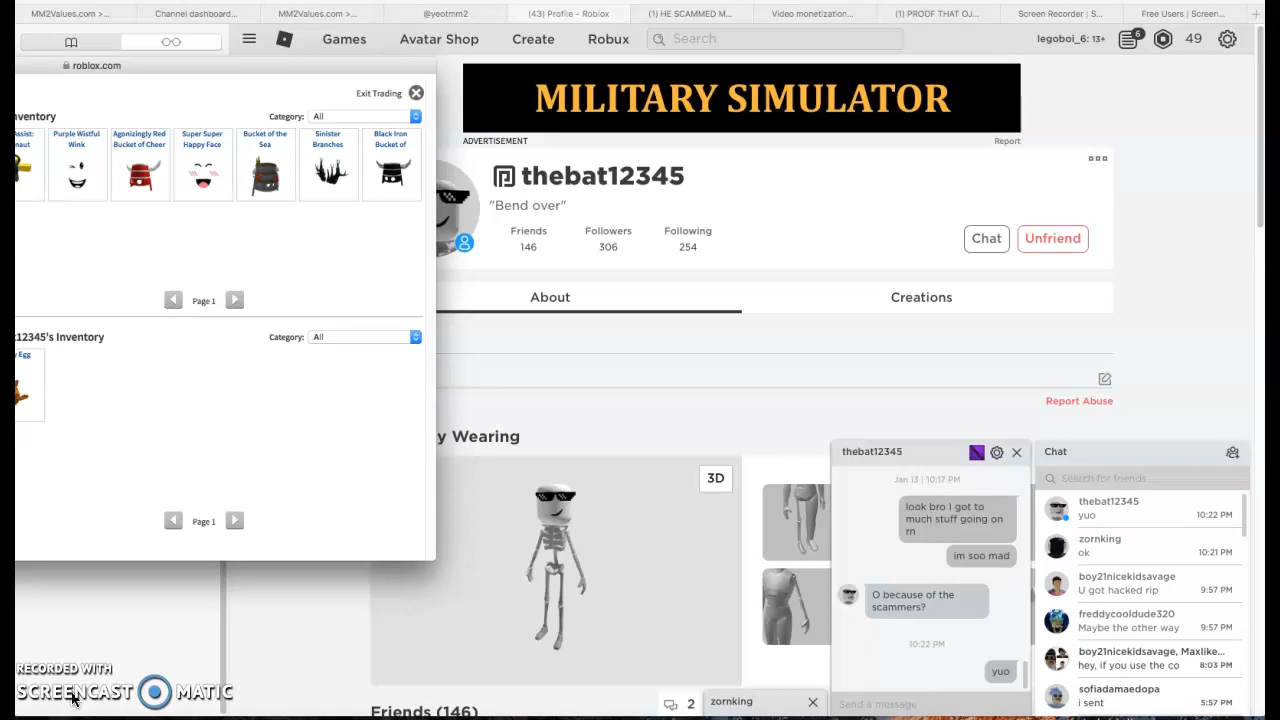 MM2Values.com >...
Channel dashboard...
MM2Values.com >...
@yeotmm2
(43) Profile - Roblox
(1) HE SCAMMED M...
Video monetization...
(1) PROOF THAT OJ...
Screen Recorder | S...
Free Users | Screen...
Games
Avatar Shop
Create
Robux
Search
legoboi_6: 13+
6
49
roblox.com
MILITARY SIMULATOR
ADVERTISEMENT
Report
Exit Trading
nventory
Category: All
Assist:
naut
Purple Wistful
Wink
Agonizingly Red
Bucket of Cheer
Super Super
Happy Face
Bucket of the
Sea
Sinister
Branches
Black Iron
Bucket of
Page 1
t12345's Inventory
Category: All
y Egg
Page 1
thebat12345
"Bend over"
Friends
146
Followers
306
Following
254
Chat
Unfriend
About
Creations
Report Abuse
y Wearing
3D
Friends (146)
thebat12345
Jan 13 | 10:17 PM
look bro I got to
much stuff going on
rn
im soo mad
O because of the
scammers?
10:22 PM
yuo
Send a message
2
zornking
Chat
Search for friends
thebat12345
yuo
10:22 PM
zornking
ok
10:21 PM
boy21nicekidsavage
U got hacked rip
9:57 PM
freddycooldude320
Maybe the other way
9:57 PM
boy21nicekidsavage, Maxlike...
hey, if you use the co
8:03 PM
sofiadamaedopa
i sent
5:57 PM
RECORDED WITH
SCREENCAST MATIC